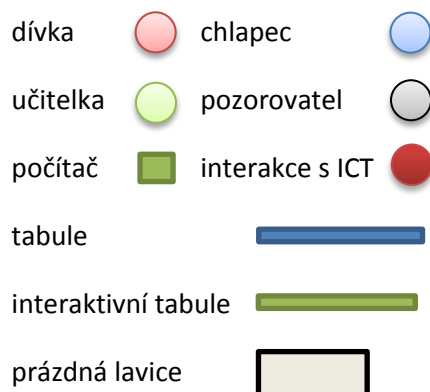 dívka chlapec
učitelka pozorovatel
počítač interakce s ICT
tabule
interaktivní tabule
prázdná lavice